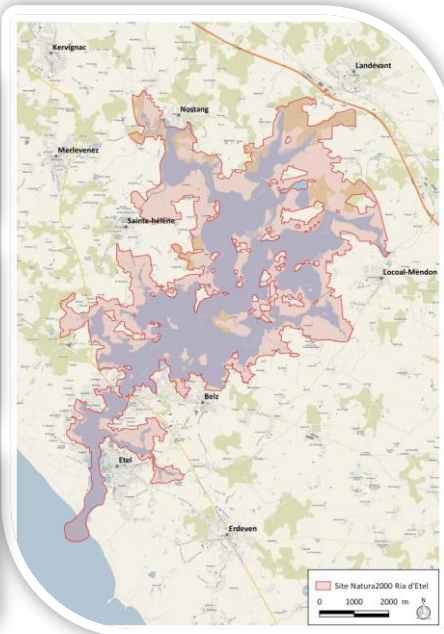 Kervignac
Landévant
Nostang
Merlevenez
Sainte-hélène
Locoal-Mendon
Belz
Etel
Erdeven
Site Natura2000 Ria d'Etel
0 1000 2000 m
N